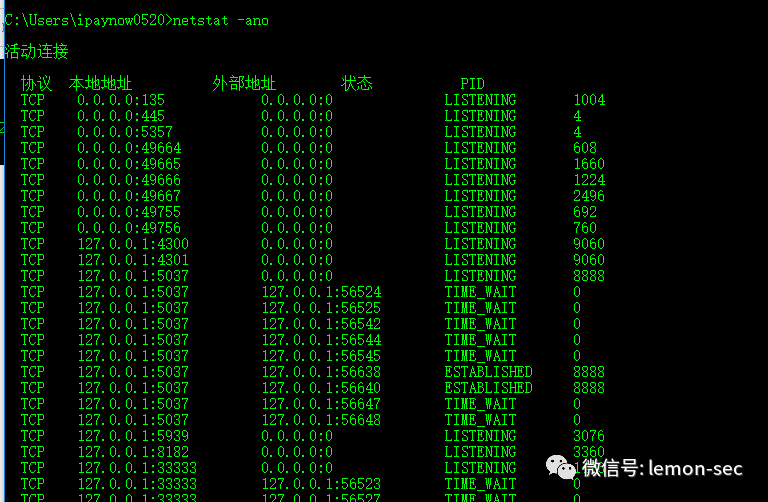 C:\Users\ipaynow0520>netstat -ano
活动连接
协议 本地地址 外部地址 状态 PID
TCP 0.0.0.0:135 0.0.0.0:0 LISTENING 1004
TCP 0.0.0.0:445 0.0.0.0:0 LISTENING 4
TCP 0.0.0.0:5357 0.0.0.0:0 LISTENING 4
TCP 0.0.0.0:49664 0.0.0.0:0 LISTENING 608
TCP 0.0.0.0:49665 0.0.0.0:0 LISTENING 1660
TCP 0.0.0.0:49666 0.0.0.0:0 LISTENING 1224
TCP 0.0.0.0:49667 0.0.0.0:0 LISTENING 2496
TCP 0.0.0.0:49755 0.0.0.0:0 LISTENING 692
TCP 0.0.0.0:49756 0.0.0.0:0 LISTENING 760
TCP 127.0.0.1:4300 0.0.0.0:0 LISTENING 9060
TCP 127.0.0.1:4301 0.0.0.0:0 LISTENING 9060
TCP 127.0.0.1:5037 0.0.0.0:0 LISTENING 8888
TCP 127.0.0.1:5037 127.0.0.1:56524 TIME_WAIT 0
TCP 127.0.0.1:5037 127.0.0.1:56525 TIME_WAIT 0
TCP 127.0.0.1:5037 127.0.0.1:56542 TIME_WAIT 0
TCP 127.0.0.1:5037 127.0.0.1:56544 TIME_WAIT 0
TCP 127.0.0.1:5037 127.0.0.1:56545 TIME_WAIT 0
TCP 127.0.0.1:5037 127.0.0.1:56638 ESTABLISHED 8888
TCP 127.0.0.1:5037 127.0.0.1:56640 ESTABLISHED 8888
TCP 127.0.0.1:5037 127.0.0.1:56647 TIME_WAIT 0
TCP 127.0.0.1:5037 127.0.0.1:56648 TIME_WAIT 0
TCP 127.0.0.1:5939 0.0.0.0:0 LISTENING 3076
TCP 127.0.0.1:8182 0.0.0.0:0 LISTENING 3360
TCP 127.0.0.1:33333 0.0.0.0:0 LISTENING
TCP 127.0.0.1:33333 127.0.0.1:56523 TIME_WAIT 0
TCP 127.0.0.1:33333 127.0.0.1:56527 TIME_WAIT 0
微信号: lemon-sec